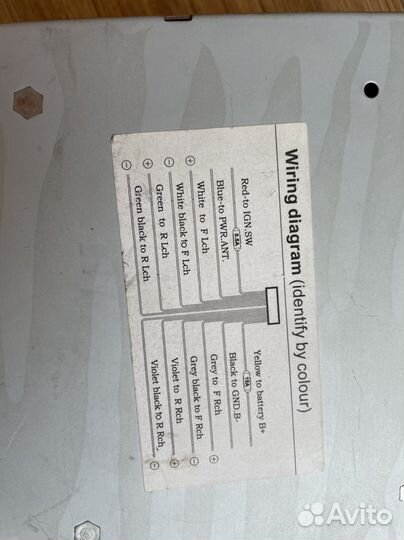 Wiring diagram (identify by colour)
Red-to IGN.SW
0.5A
Blue-to PWR.ANT.
White to F Lch
White black to F Lch
Green to R Lch
Green black to R Lch
Yellow to battery B+
15A
Black to GND.B-
Grey to F Rch
Grey black to F Rch
Violet to R Rch
Violet black to R Rch
Avito